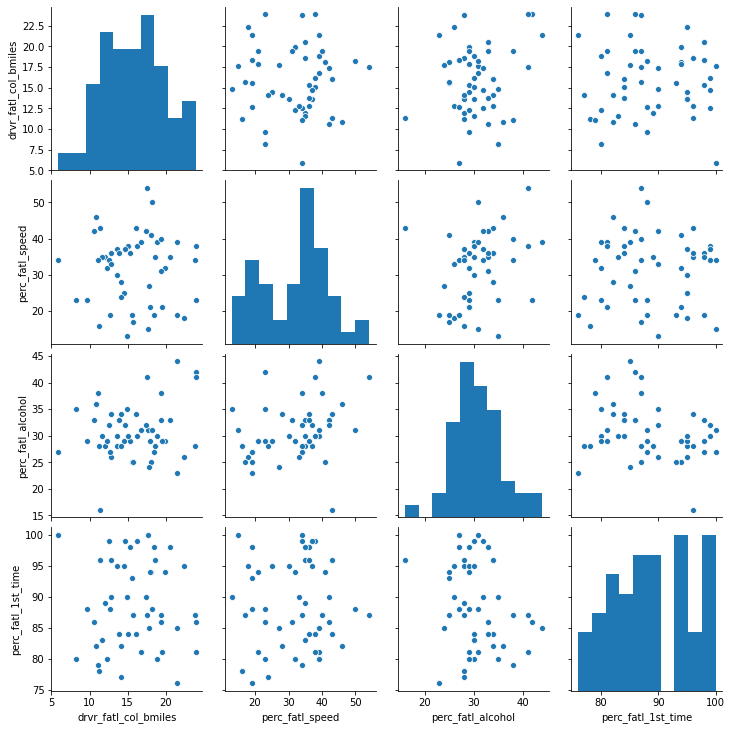 drvr_fatl_col_bmiles
22.5
20.0
17.5
15.0
12.5
10.0
7.5
5.0
perc_fatl_speed
50
40
30
20
perc_fatl_alcohol
45
40
35
30
25
20
15
perc_fatl_1st_time
100
95
90
85
80
75
5 10 15 20
20 30 40 50
20 30 40
80 90 100
drvr_fatl_col_bmiles perc_fatl_speed perc_fatl_alcohol perc_fatl_1st_time